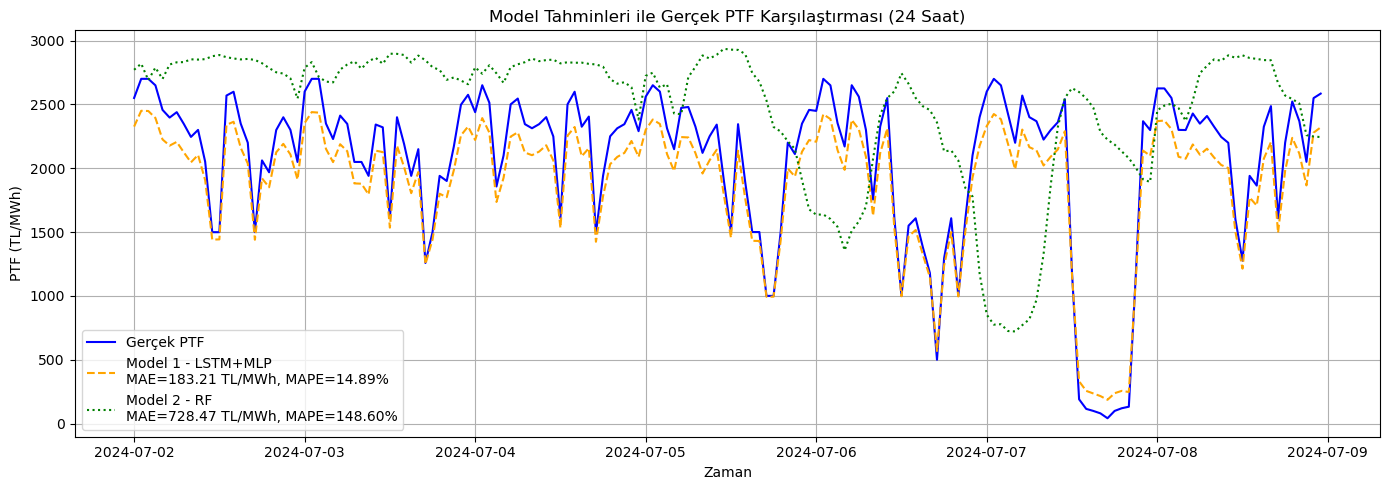 Model Tahminleri ile Gerçek PTF Karşılaştırması (24 Saat)
PTF (TL/MWh)
3000
2500
2000
1500
1000
500
0
Gerçek PTF
Model 1 - LSTM+MLP
MAE=183.21 TL/MWh, MAPE=14.89%
Model 2 - RF
MAE=728.47 TL/MWh, MAPE=148.60%
2024-07-02 2024-07-03 2024-07-04 2024-07-05 2024-07-06 2024-07-07 2024-07-08 2024-07-09
Zaman